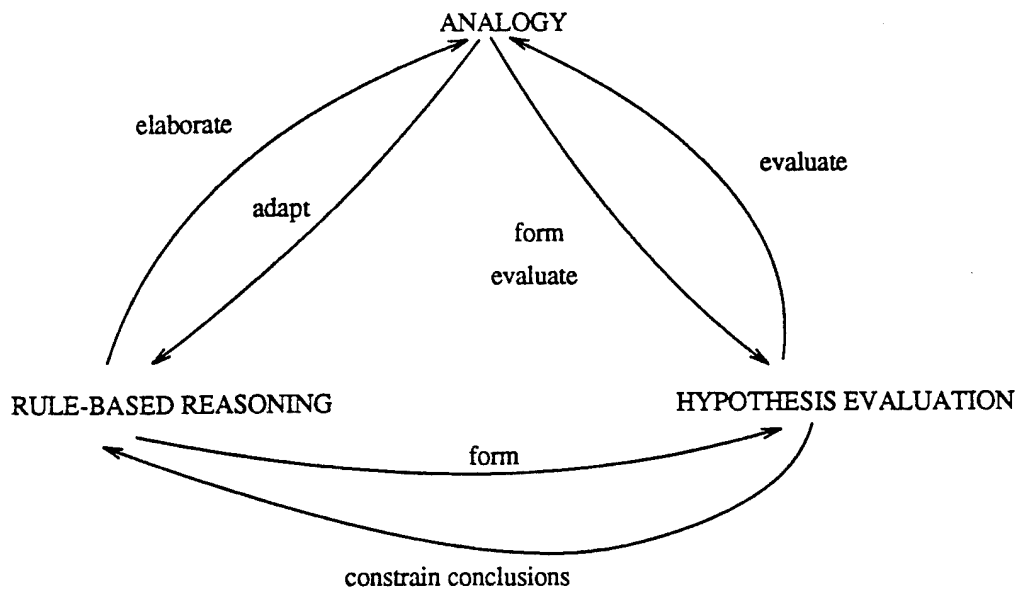 ANALOGY
elaborate
evaluate
adapt
form
evaluate
RULE-BASED REASONING
HYPOTHESIS EVALUATION
form
constrain conclusions